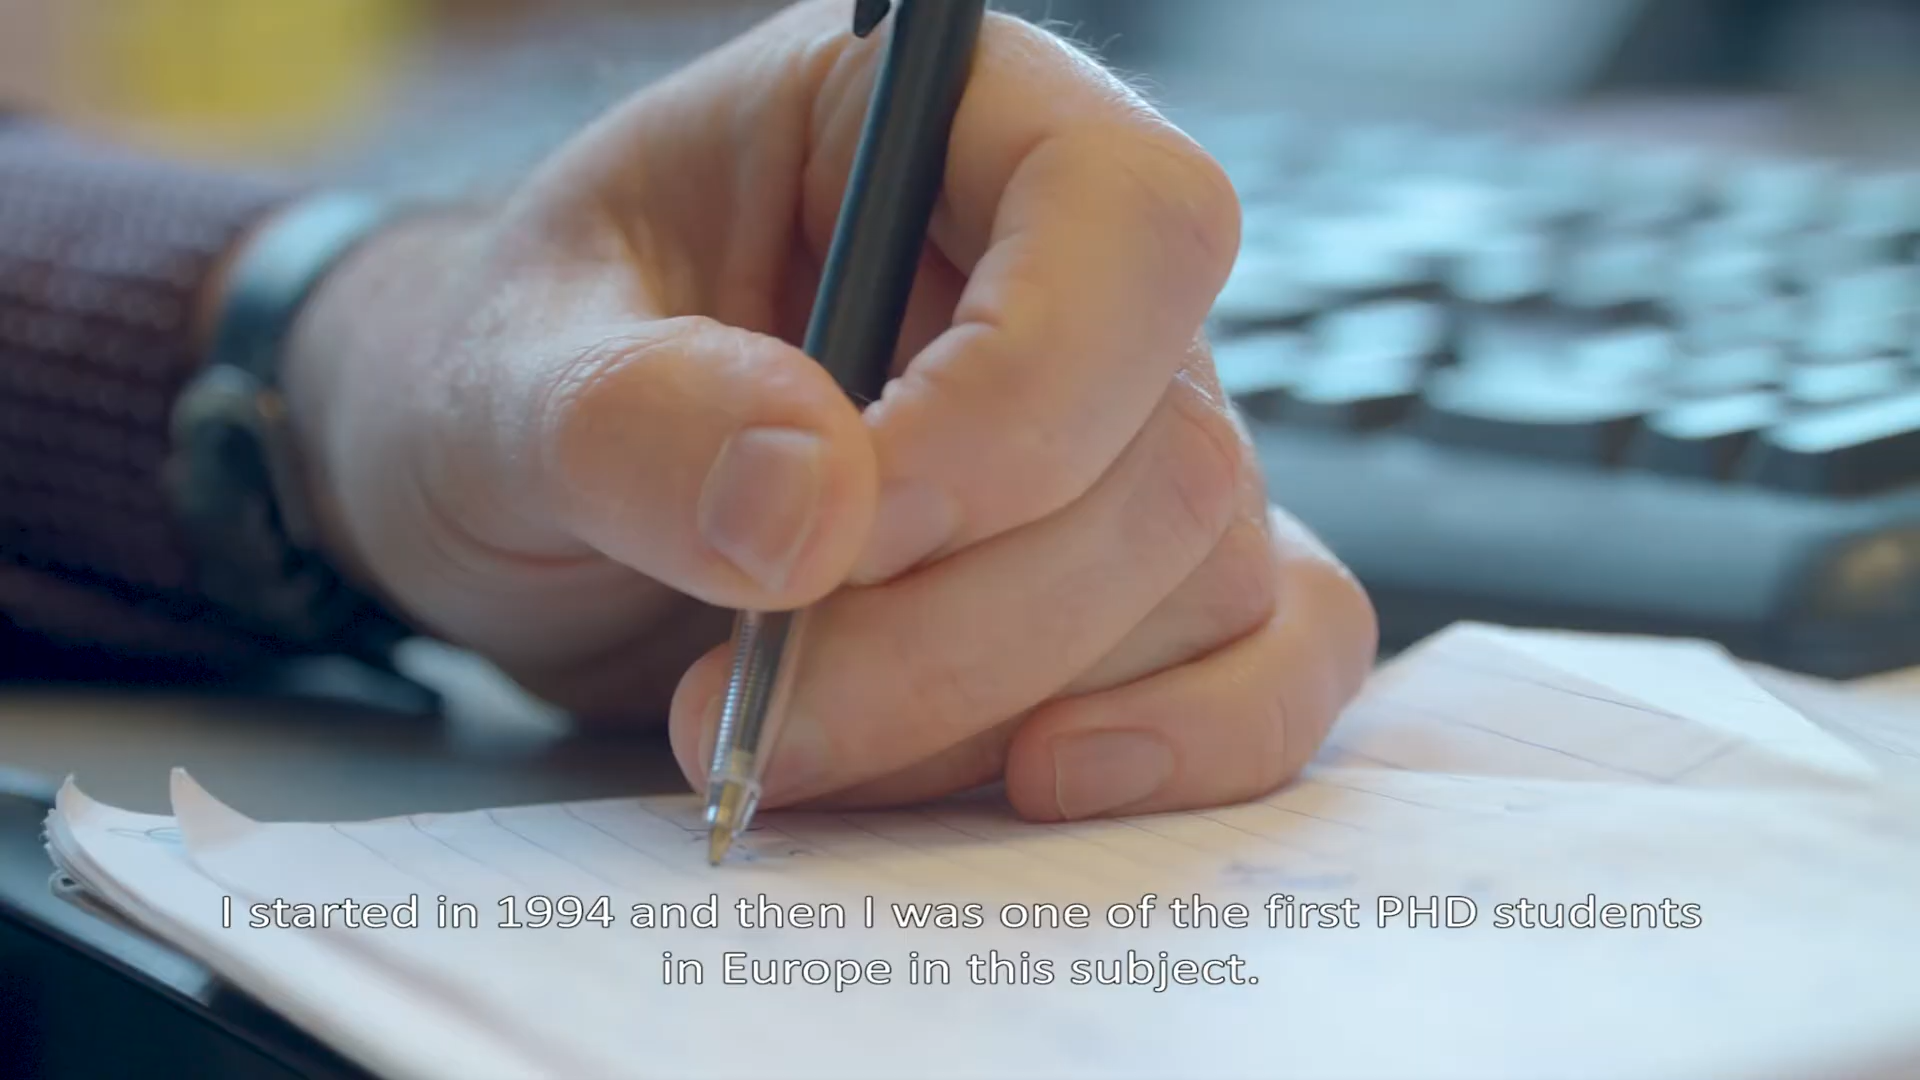 I started in 1994 and then I was one of the first PHD students
in Europe in this subject.